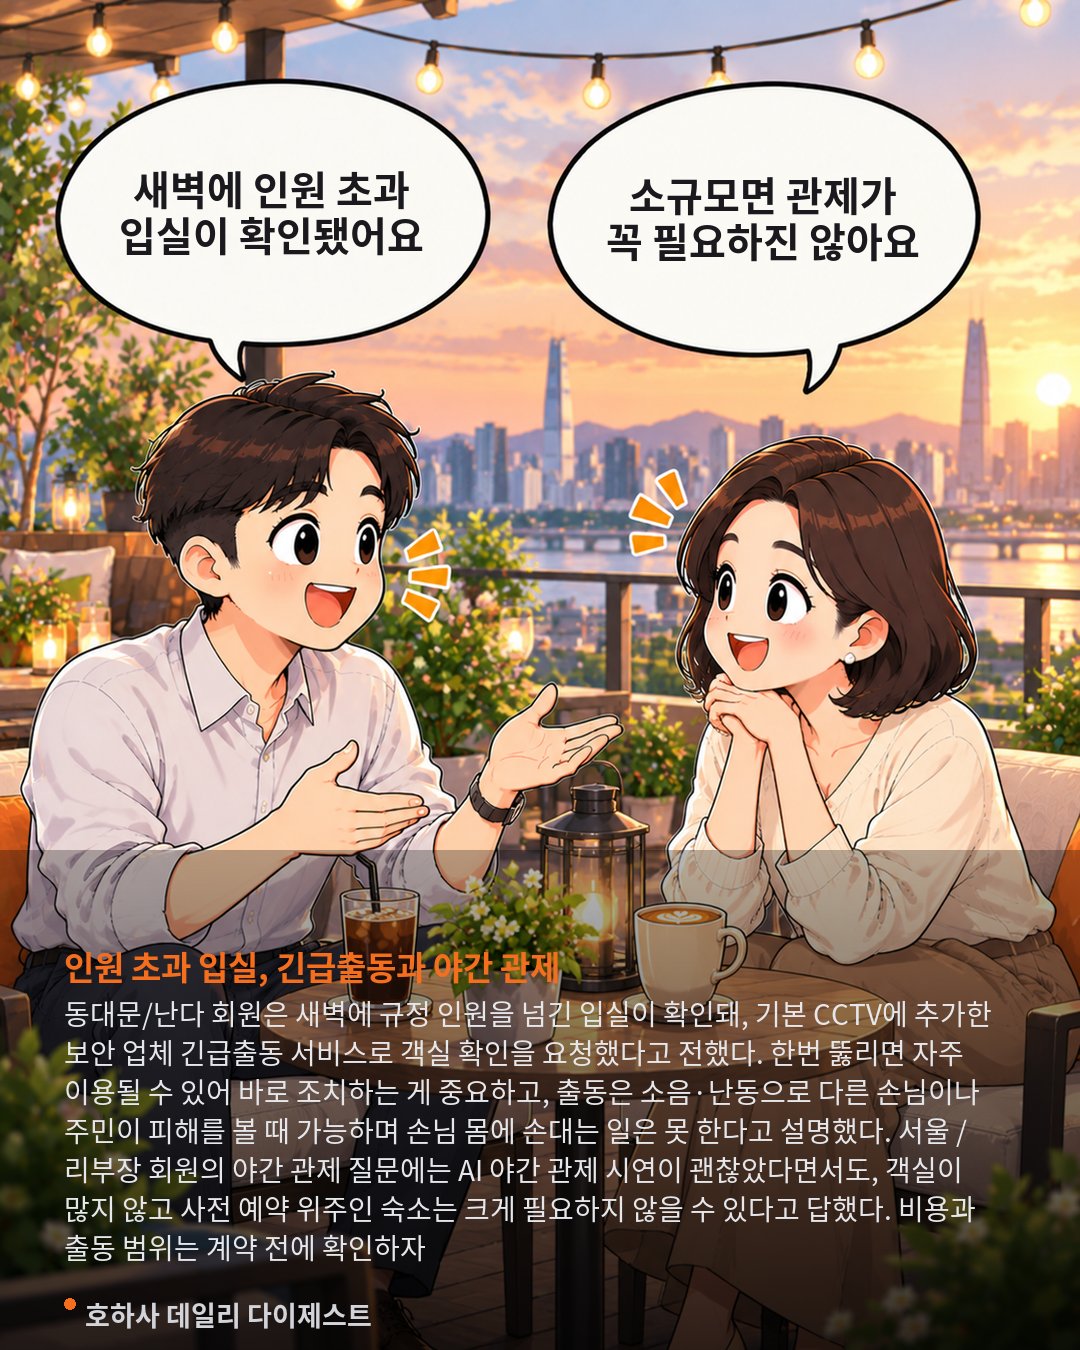 새벽에 인원 초과
입실이 확인됐어요
소규모면 관제가
꼭 필요하진 않아요
인원 초과 입실, 긴급출동과 야간 관제
동대문/난다 회원은 새벽에 규정 인원을 넘긴 입실이 확인돼, 기본 CCTV에 추가한
보안 업체 긴급출동 서비스로 객실 확인을 요청했다고 전했다. 한번 뚫리면 자주
이용될 수 있어 바로 조치하는 게 중요하고, 출동은 소음·난동으로 다른 손님이나
주민이 피해를 볼 때 가능하며 손님 몸에 손대는 일은 못 한다고 설명했다. 서울 /
리부장 회원의 야간 관제 질문에는 AI 야간 관제 시연이 괜찮았다면서도, 객실이
많지 않고 사전 예약 위주인 숙소는 크게 필요하지 않을 수 있다고 답했다. 비용과
출동 범위는 계약 전에 확인하자
호하사 데일리 다이제스트